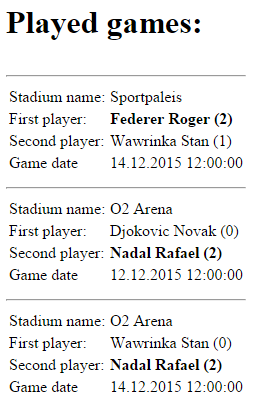 Played games:
Stadium name: Sportpaleis
First player: Federer Roger (2)
Second player: Wawrinka Stan (1)
Game date 14.12.2015 12:00:00
Stadium name: O2 Arena
First player: Djokovic Novak (0)
Second player: Nadal Rafael (2)
Game date 12.12.2015 12:00:00
Stadium name: O2 Arena
First player: Wawrinka Stan (0)
Second player: Nadal Rafael (2)
Game date 14.12.2015 12:00:00